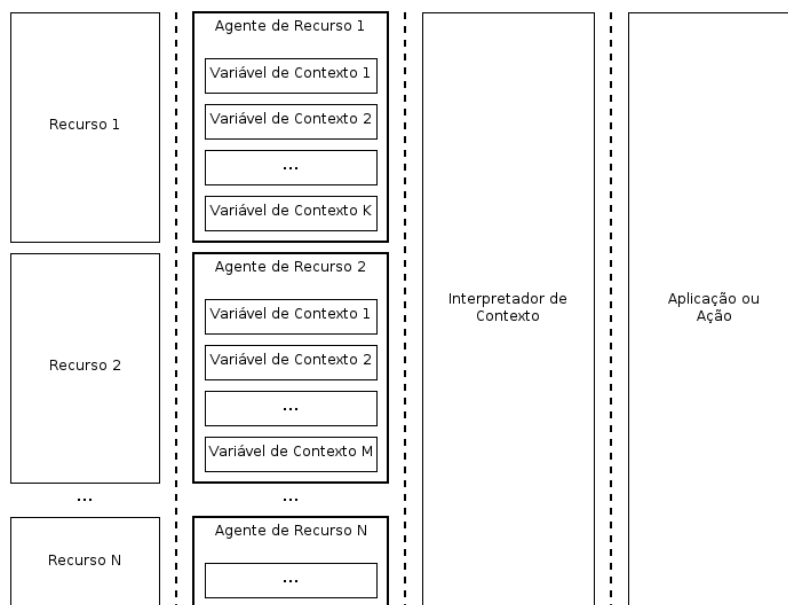 Recurso 1
Agente de Recurso 1
Variável de Contexto 1
Variável de Contexto 2
...
Variável de Contexto K
Recurso 2
Agente de Recurso 2
Variável de Contexto 1
Variável de Contexto 2
...
Variável de Contexto M
...
...
Recurso N
Agente de Recurso N
...
Interpretador de
Contexto
Aplicação ou
Ação